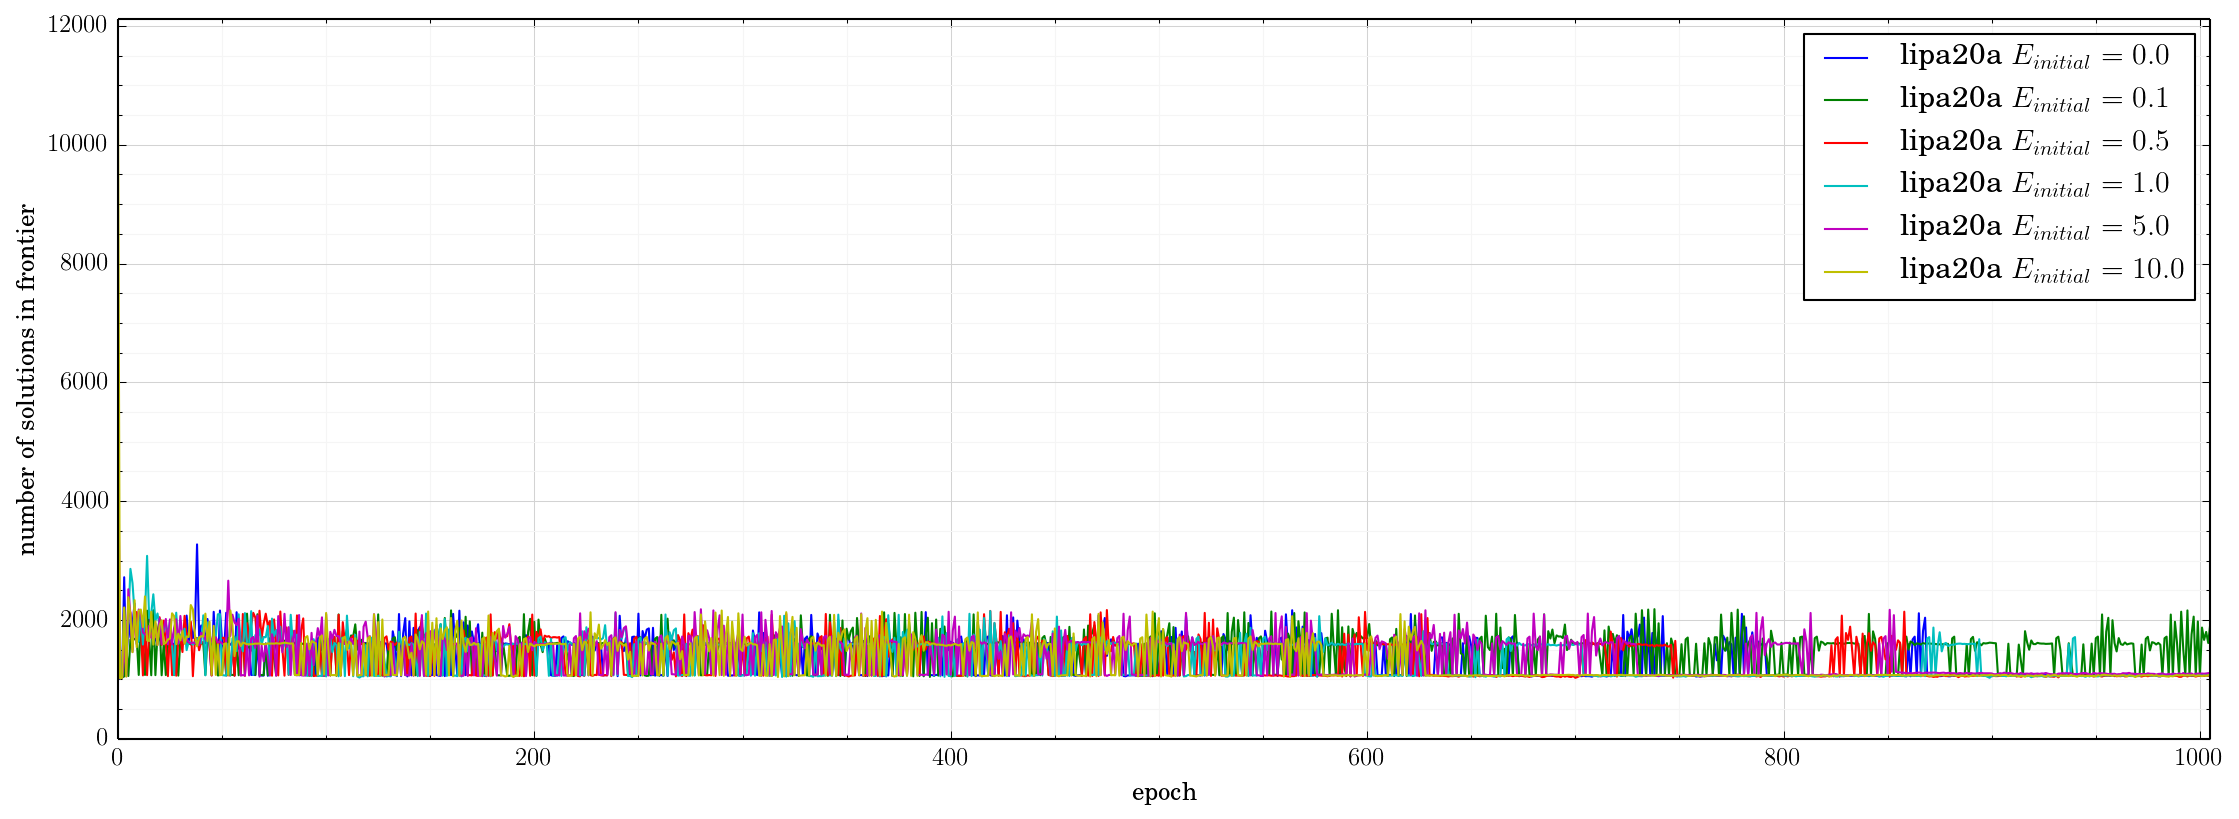 12000
10000
8000
6000
4000
2000
0
number of solutions in frontier
lipa20a E_initial = 0.0
lipa20a E_initial = 0.1
lipa20a E_initial = 0.5
lipa20a E_initial = 1.0
lipa20a E_initial = 5.0
lipa20a E_initial = 10.0
0 200 400 600 800 1000
epoch